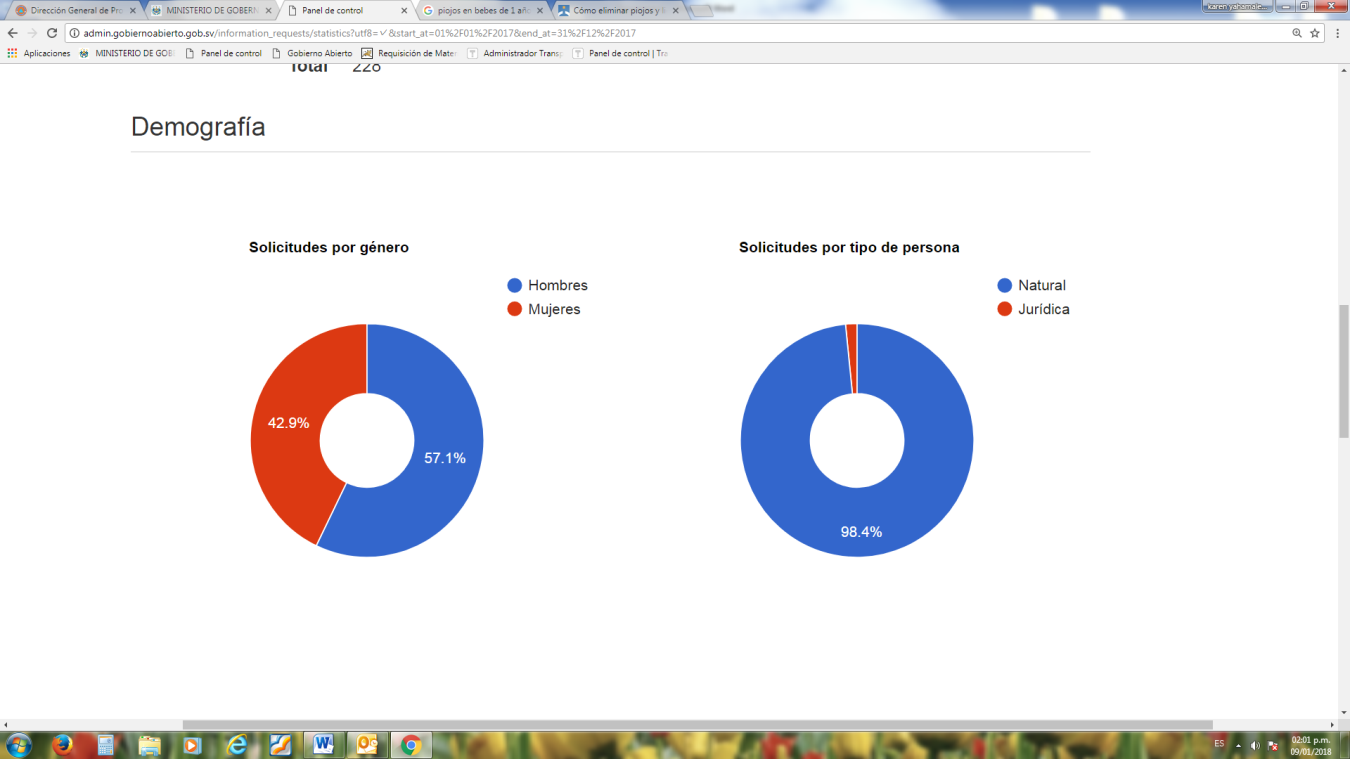 Dirección General de Pro
MINISTERIO DE GOBERN
Panel de control
piojos en bebes de 1 año
Cómo eliminar piojos y l
karen yahamale...
admin.gobiernoabierto.gob.sv/information_requests/statistics?utf8=✓&start_at=01%2F01%2F2017&end_at=31%2F12%2F2017
Aplicaciones
MINISTERIO DE GOBE
Panel de control
Gobierno Abierto
Requisición de Mater
Administrador Transp
Panel de control | Tra
Total 228
Demografía
Solicitudes por género
Hombres
Mujeres
42.9%
57.1%
Solicitudes por tipo de persona
Natural
Jurídica
98.4%
ES
02:01 p.m.
09/01/2018